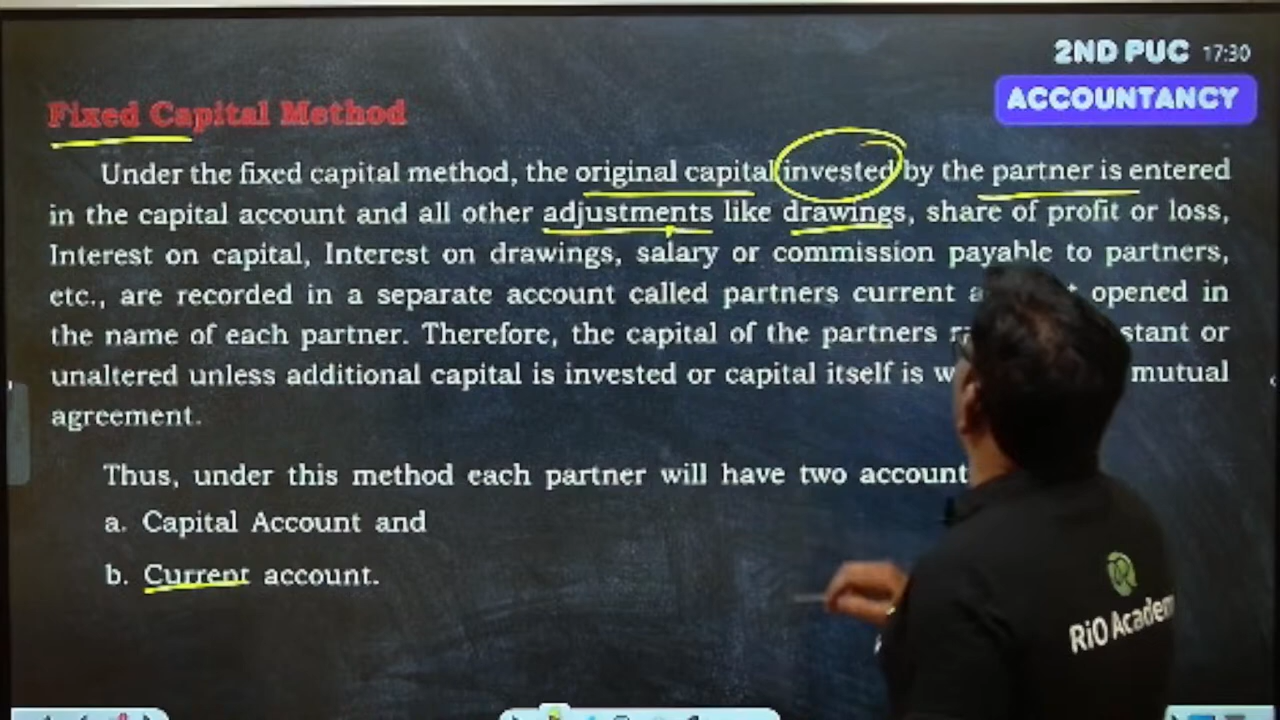 2ND PUC 17:30
ACCOUNTANCY
Fixed Capital Method
Under the fixed capital method, the original capital invested by the partner is entered
in the capital account and all other adjustments like drawings, share of profit or loss,
Interest on capital, Interest on drawings, salary or commission payable to partners,
etc., are recorded in a separate account called partners current opened in
the name of each partner. Therefore, the capital of the partners or
unaltered unless additional capital is invested or capital itself is mutual
agreement.
Thus, under this method each partner will have two account
a. Capital Account and
b. Current account.
RiO Academ